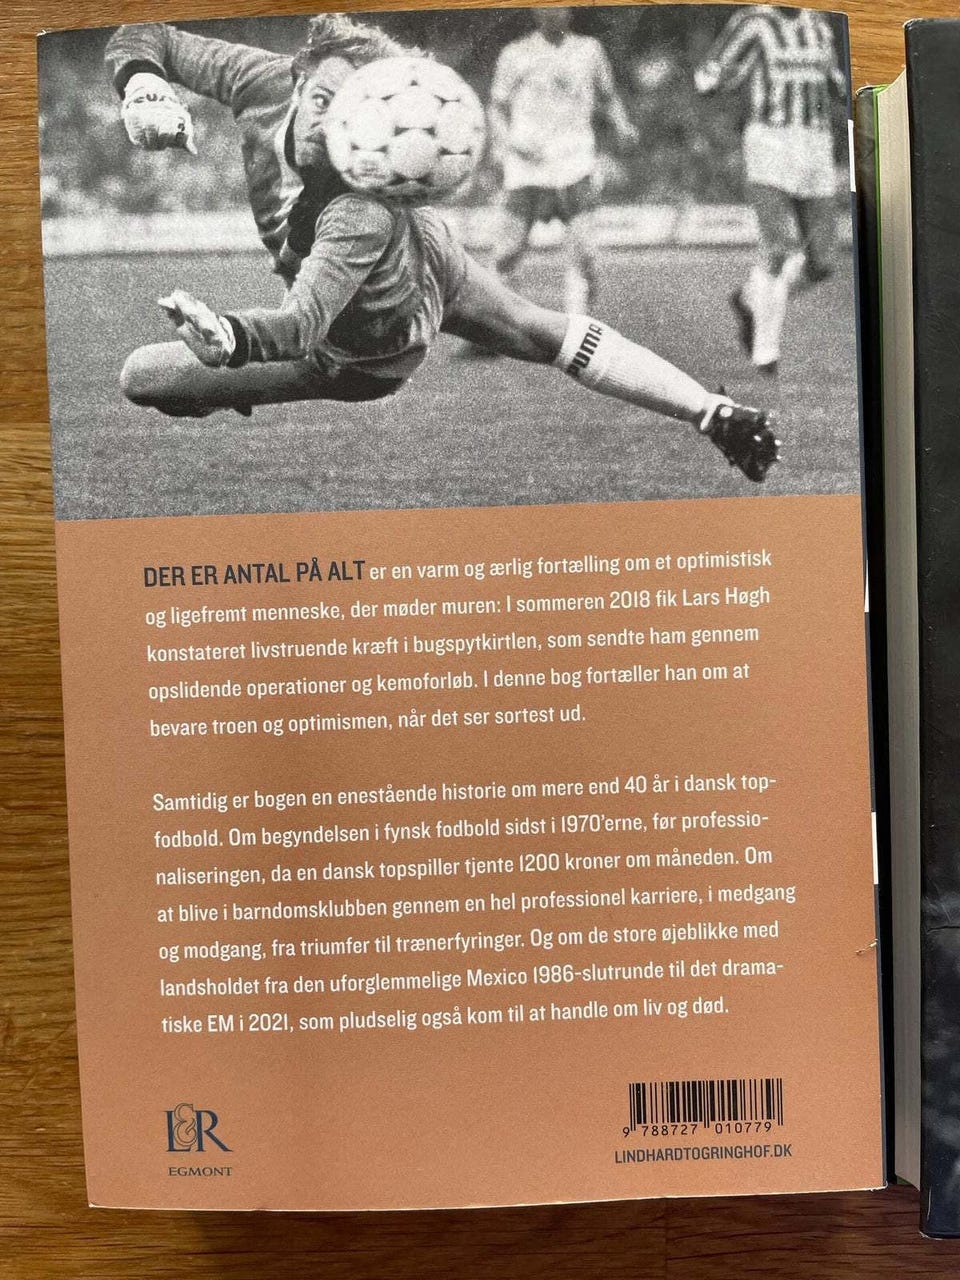 PUMA
DER ER ANTAL PÅ ALT er en varm og ærlig fortælling om et optimistisk
og ligefremt menneske, der møder muren: I sommeren 2018 fik Lars Høgh
konstateret livstruende kræft i bugspytkirtlen, som sendte ham gennem
opslidende operationer og kemoforløb. I denne bog fortæller han om at
bevare troen og optimismen, når det ser sortest ud.
Samtidig er bogen en enestående historie om mere end 40 år i dansk top-
fodbold. Om begyndelsen i fynsk fodbold sidst i 1970’erne, før professio-
naliseringen, da en dansk topspiller tjente 1200 kroner om måneden. Om
at blive i barndomsklubben gennem en hel professionel karriere, i medgang
og modgang, fra triumfer til trænerfyringer. Og om de store øjeblikke med
landsholdet fra den uforglemmelige Mexico 1986-slutrunde til det drama-
tiske EM i 2021, som pludselig også kom til at handle om liv og død.
L&R
EGMONT
9 788727 010779
LINDHARDTOGRINGHOF.DK